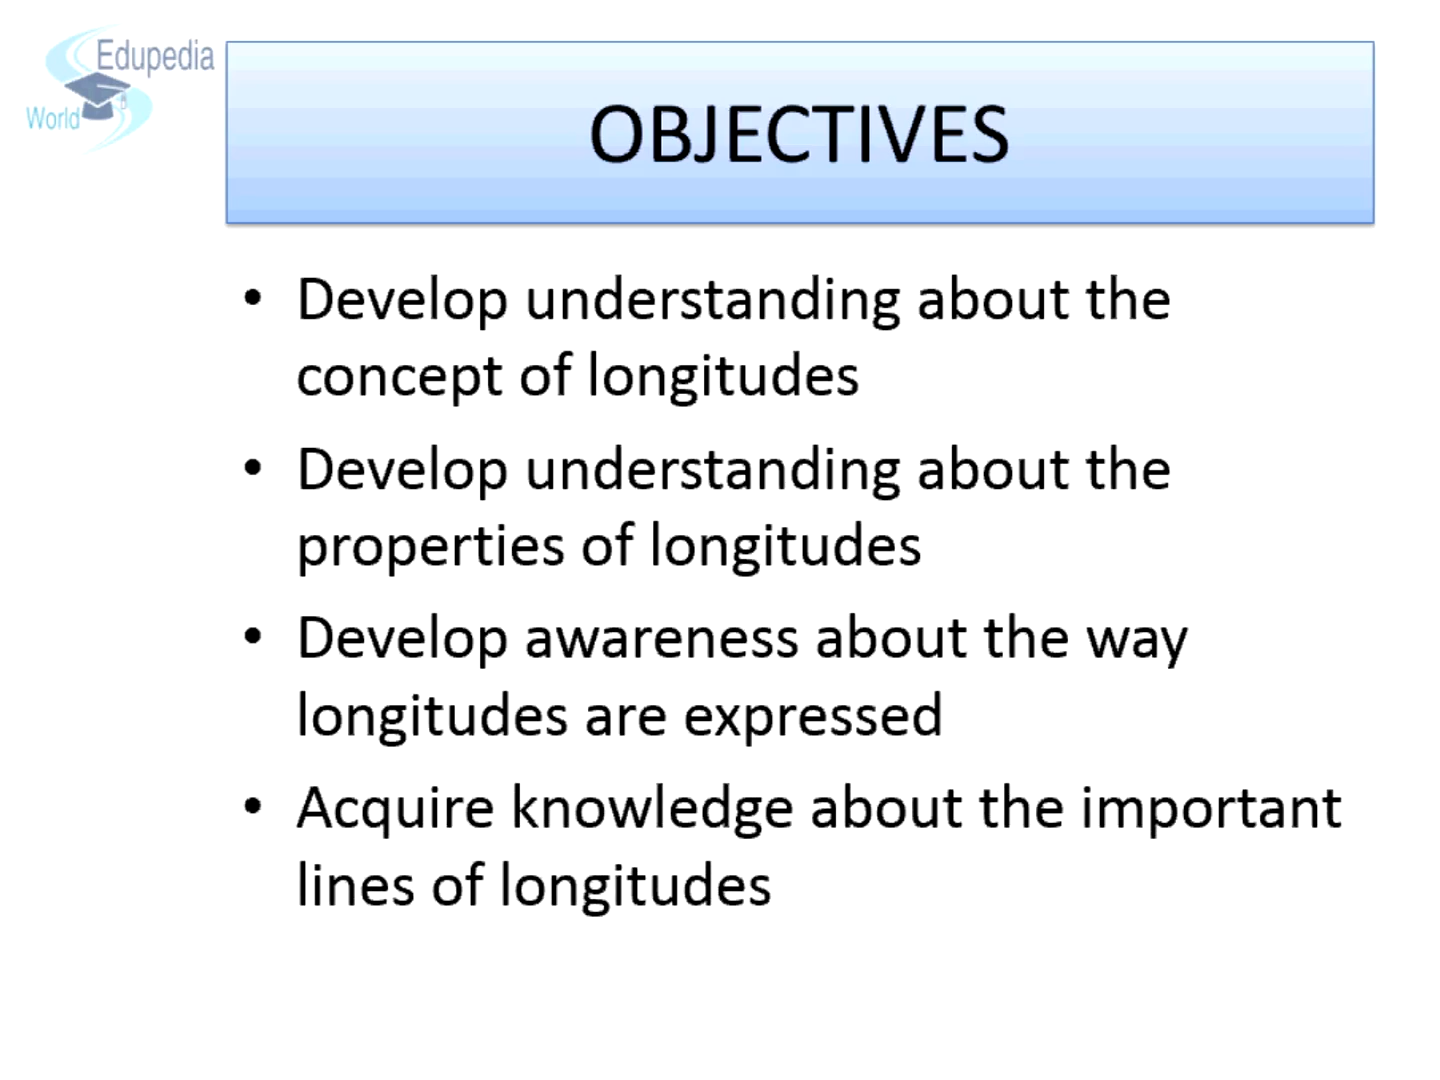 Edupedia
World
OBJECTIVES
• Develop understanding about the
concept of longitudes
• Develop understanding about the
properties of longitudes
• Develop awareness about the way
longitudes are expressed
• Acquire knowledge about the important
lines of longitudes